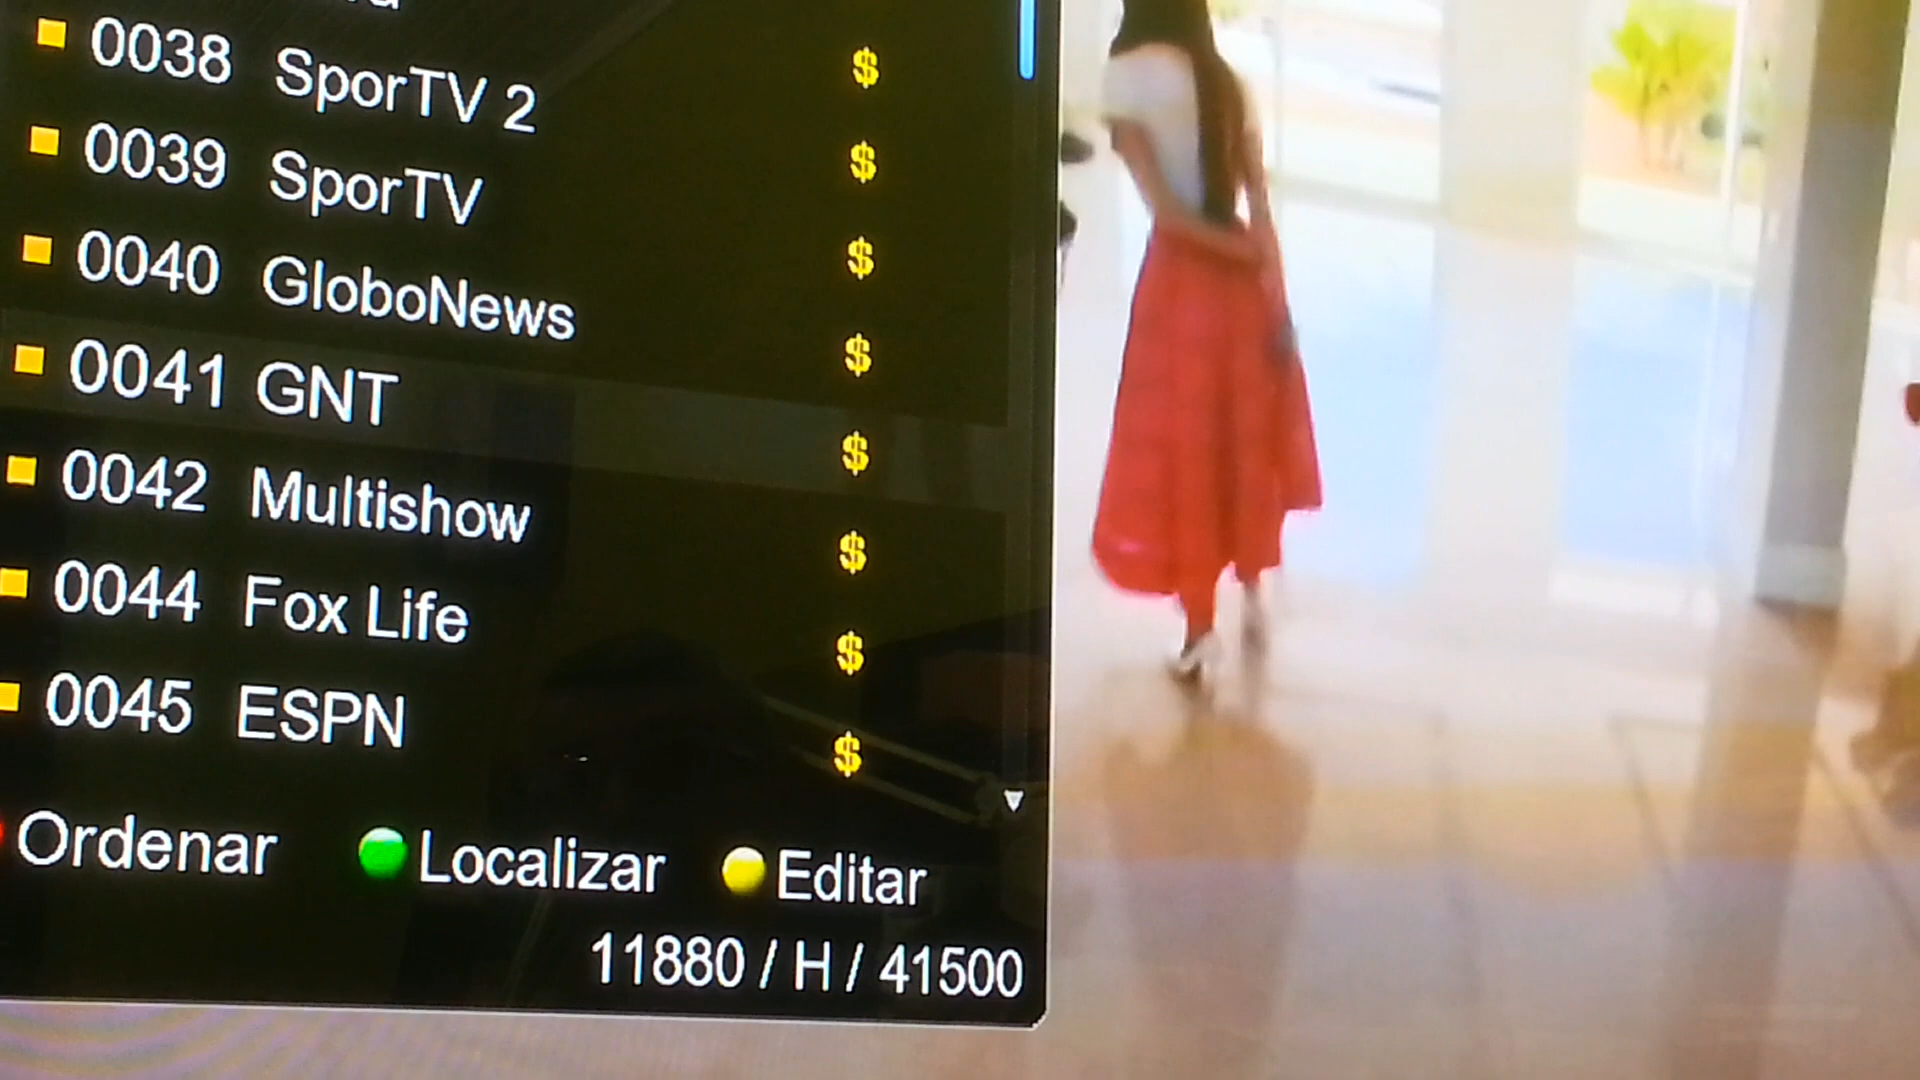 0038 SporTV 2 $
0039 SporTV $
0040 GloboNews $
0041 GNT $
0042 Multishow $
0044 Fox Life $
0045 ESPN $
$
Ordenar Localizar Editar
11880 / H / 41500